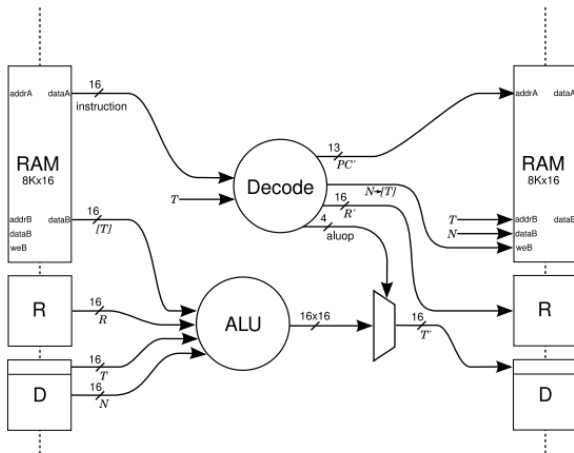 addrA
dataA
16
instruction
RAM
8Kx16
addrB
dataB
16
[T]
dataB
weB
R
16
R
D
16
T
16
N
T
Decode
13
PC'
N→[T]
16
R'
4
aluop
ALU
16x16
16
T'
addrA
dataA
RAM
8Kx16
T
addrB
dataB
N
dataB
weB
R
D